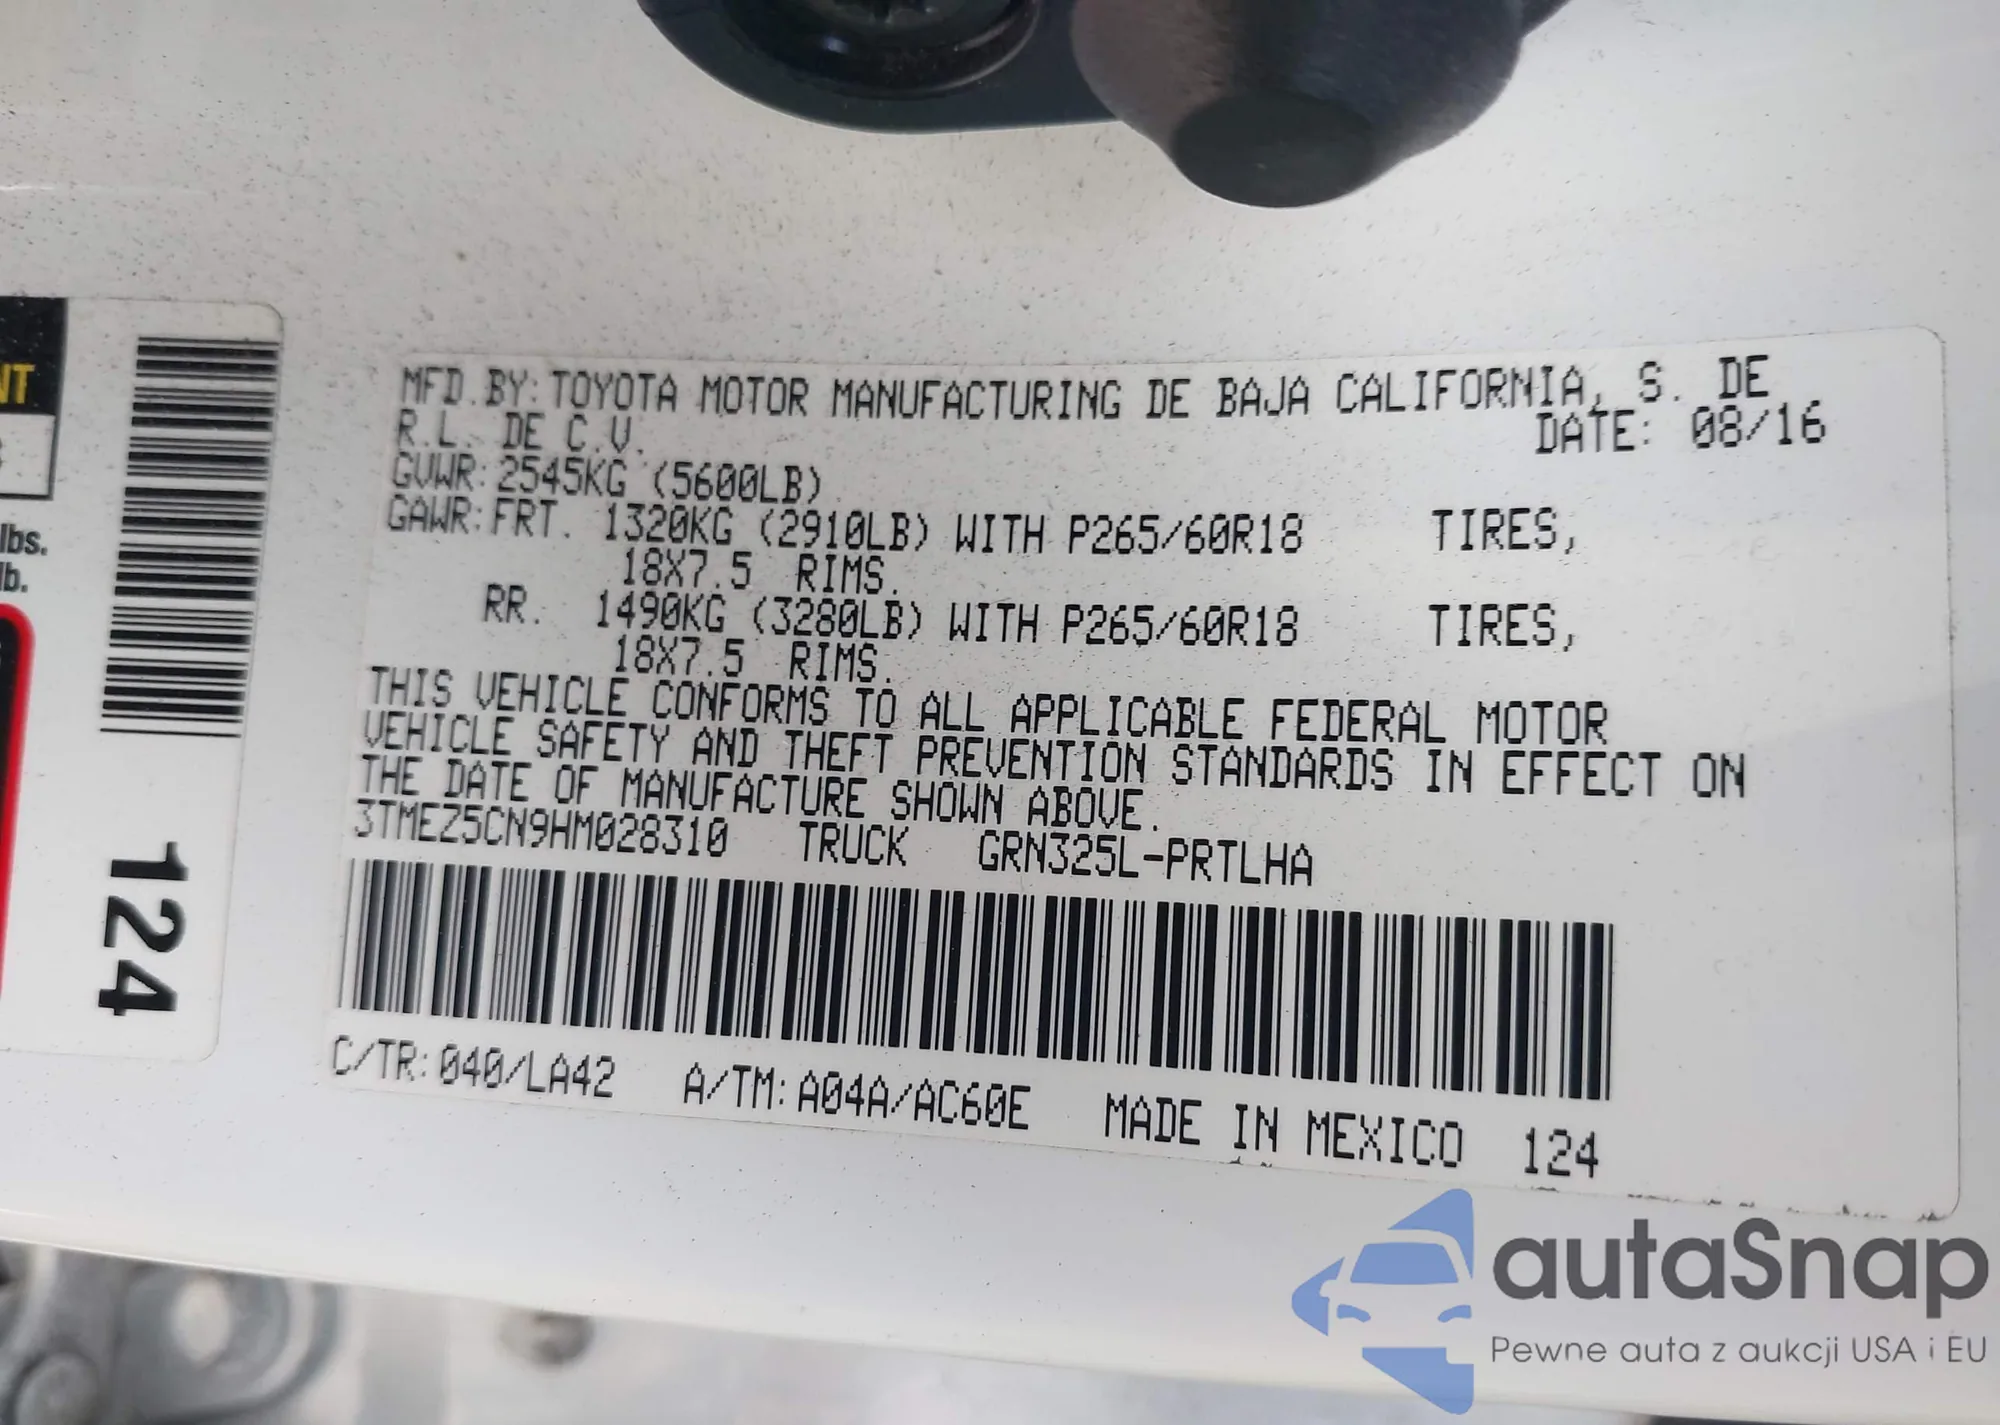 NT
lbs.
lb.
124
MFD.BY:TOYOTA MOTOR MANUFACTURING DE BAJA CALIFORNIA, S. DE
R.L. DE C.V. DATE: 08/16
GVWR:2545KG (5600LB)
GAWR:FRT. 1320KG (2910LB) WITH P265/60R18 TIRES,
18X7.5 RIMS.
RR. 1490KG (3280LB) WITH P265/60R18 TIRES,
18X7.5 RIMS.
THIS VEHICLE CONFORMS TO ALL APPLICABLE FEDERAL MOTOR
VEHICLE SAFETY AND THEFT PREVENTION STANDARDS IN EFFECT ON
THE DATE OF MANUFACTURE SHOWN ABOVE.
3TMEZ5CN9HM028310 TRUCK GRN325L-PRTLHA
C/TR:040/LA42 A/TM:A04A/AC60E MADE IN MEXICO 124
autaSnap
Pewne auta z aukcji USA i EU